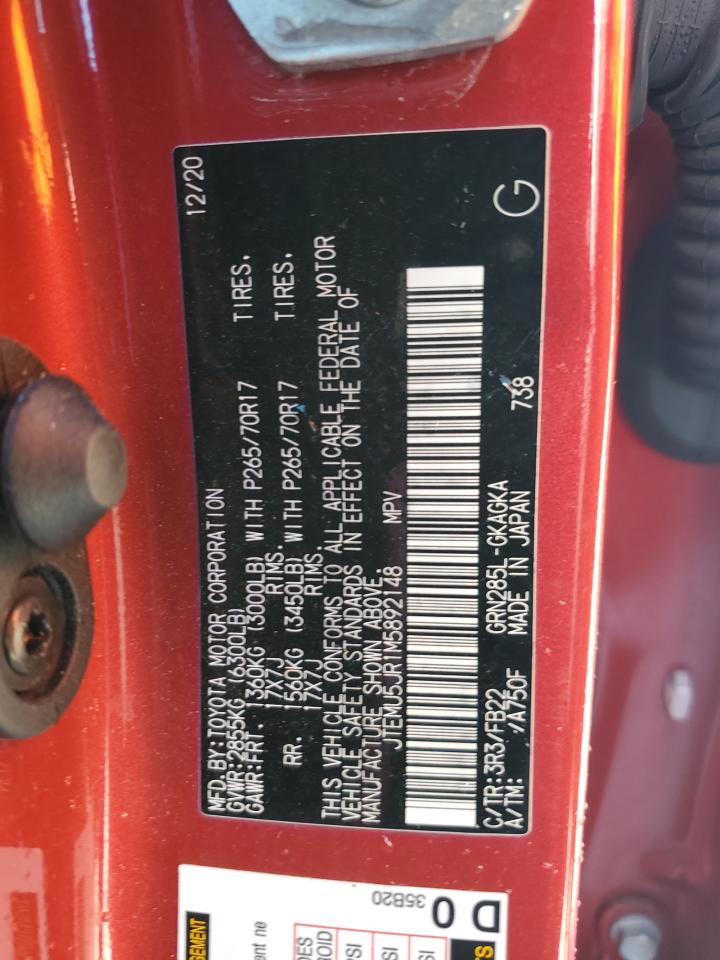 MFD. BY:TOYOTA MOTOR CORPORATION 12/20
GVWR:2855KG (6300LB)
GAWR:FRT. 1360KG (3000LB) WITH P265/70R17 TIRES.
17X7J RIMS.
RR. 1560KG (3450LB) WITH P265/70R17 TIRES.
17X7J RIMS.
THIS VEHICLE CONFORMS TO ALL APPLICABLE FEDERAL MOTOR
VEHICLE SAFETY STANDARDS IN EFFECT ON THE DATE OF
MANUFACTURE SHOWN ABOVE.
JTEMU5JR1M5892148 MPV
C/TR:3R3/FB22 GRN285L-GKAGKA
A/TM: /A750F MADE IN JAPAN 738
G
35B20
D O